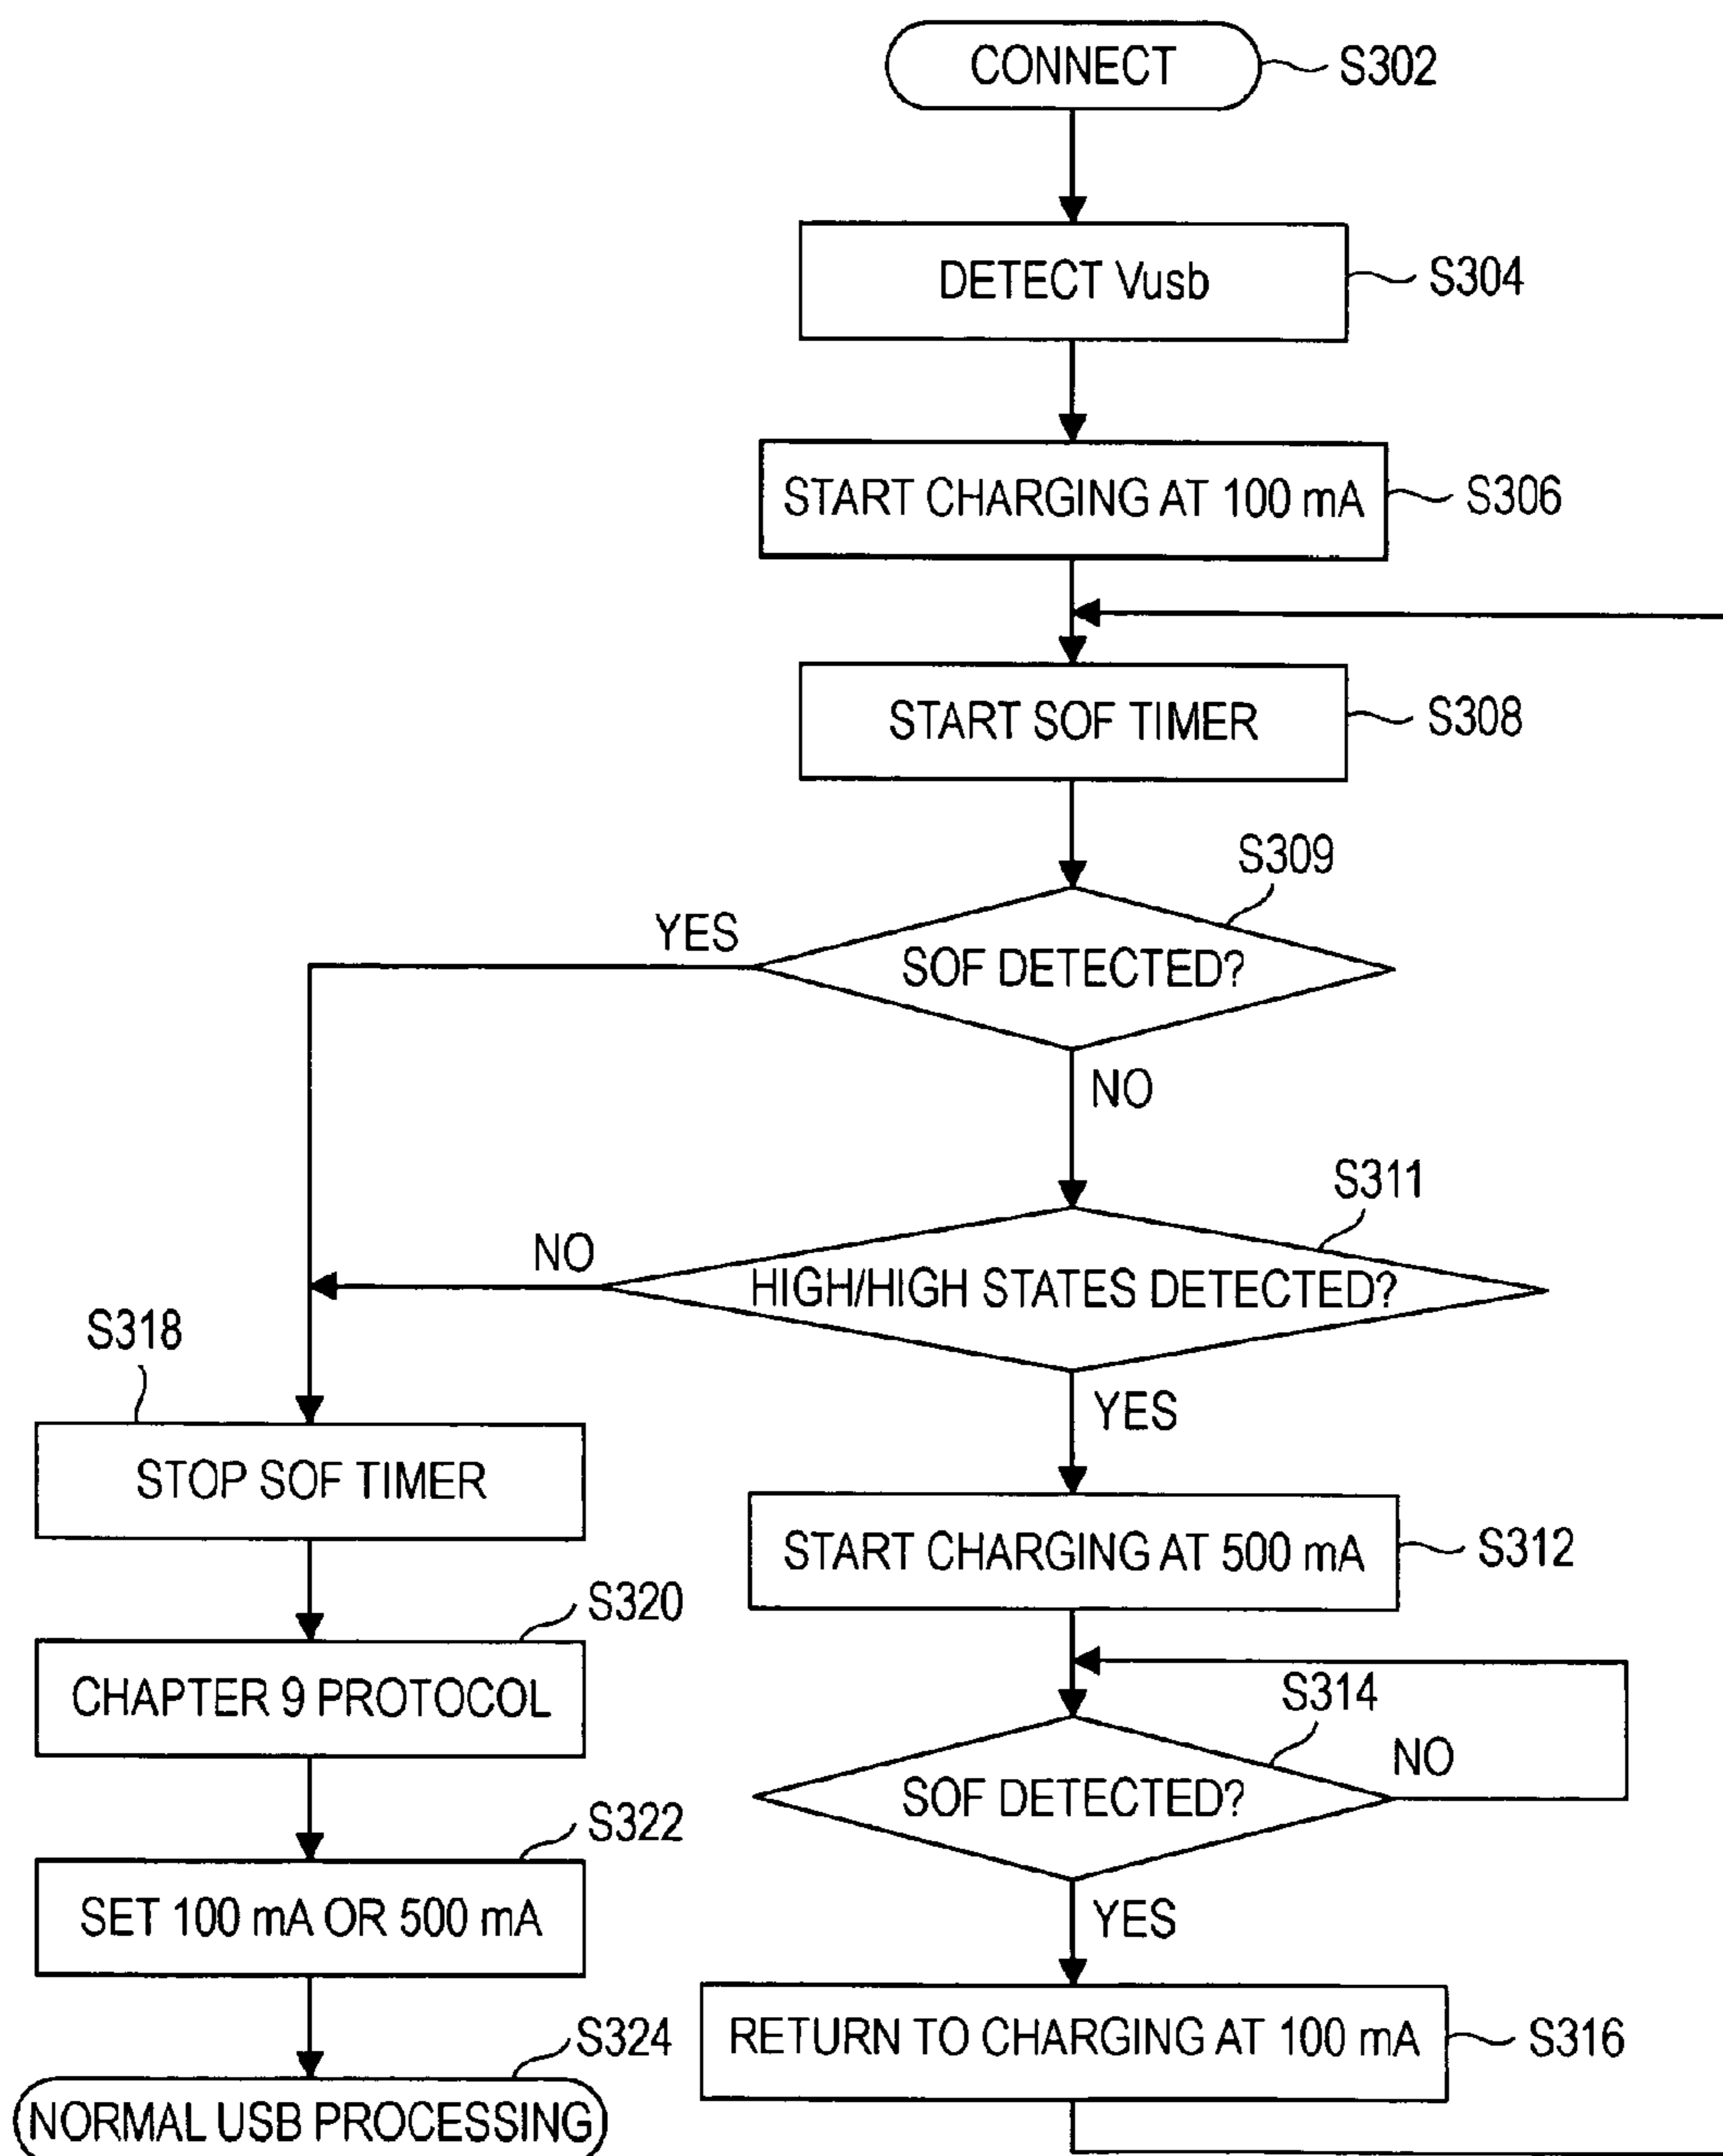 CONNECT
S302
DETECT Vusb
S304
START CHARGING AT 100 mA
S306
START SOF TIMER
S308
S309
YES
SOF DETECTED?
NO
S311
NO
HIGH/HIGH STATES DETECTED?
S318
YES
STOP SOF TIMER
START CHARGING AT 500 mA
S312
S320
CHAPTER 9 PROTOCOL
S314
NO
SOF DETECTED?
S322
SET 100 mA OR 500 mA
YES
S324
RETURN TO CHARGING AT 100 mA
S316
NORMAL USB PROCESSING